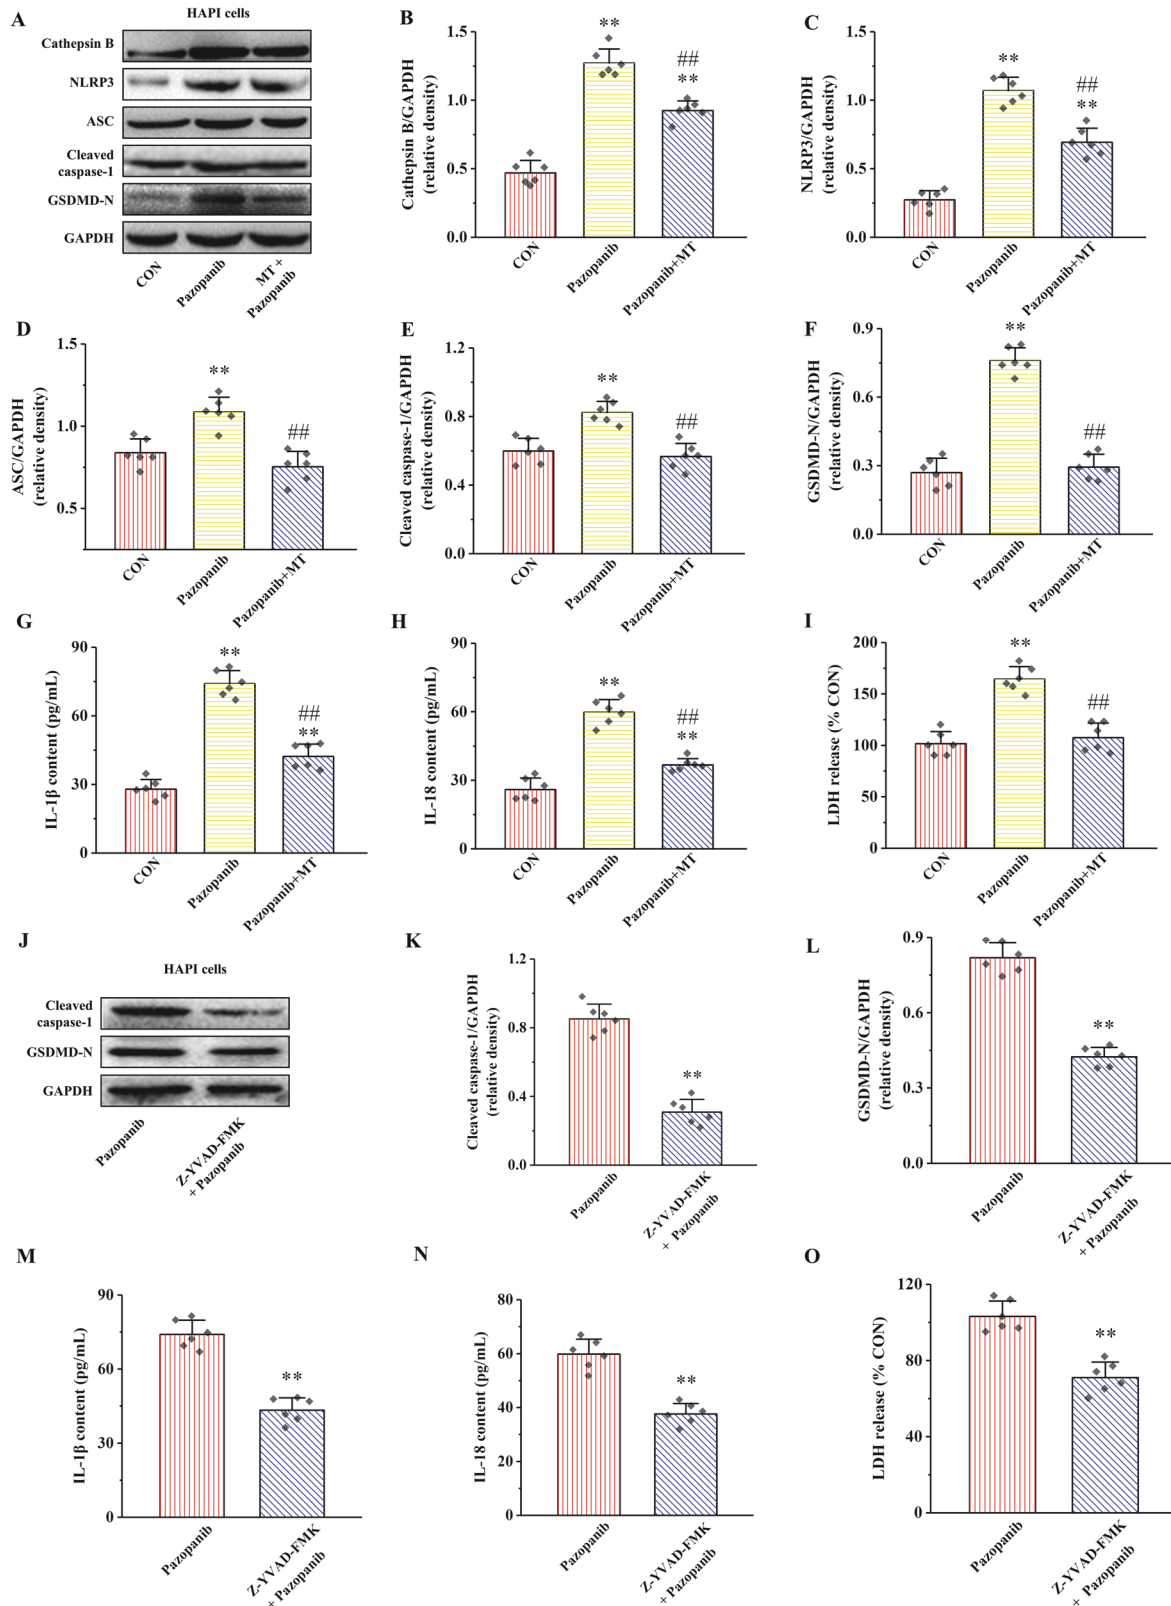 A
HAPI cells
Cathepsin B
NLRP3
ASC
Cleaved
caspase-1
GSDMD-N
GAPDH
CON
Pazopanib
MT +
Pazopanib
B
Cathepsin B/GAPDH
(relative density)
1.5
1.0
0.5
0.0
**
##
**
CON
Pazopanib
Pazopanib+MT
C
NLRP3/GAPDH
(relative density)
1.5
1.0
0.5
0.0
**
##
**
CON
Pazopanib
Pazopanib+MT
D
ASC/GAPDH
(relative density)
1.5
1.0
0.5
**
##
CON
Pazopanib
Pazopanib+MT
E
Cleaved caspase-1/GAPDH
(relative density)
1.2
0.8
0.4
0.0
**
##
CON
Pazopanib
Pazopanib+MT
F
GSDMD-N/GAPDH
(relative density)
0.9
0.6
0.3
0.0
**
##
CON
Pazopanib
Pazopanib+MT
G
IL-1β content (pg/mL)
90
60
30
0
**
##
**
CON
Pazopanib
Pazopanib+MT
H
IL-18 content (pg/mL)
90
60
30
0
**
##
**
CON
Pazopanib
Pazopanib+MT
I
LDH release (% CON)
200
150
100
50
0
**
##
CON
Pazopanib
Pazopanib+MT
J
HAPI cells
Cleaved
caspase-1
GSDMD-N
GAPDH
Pazopanib
Z-YVAD-FMK
+ Pazopanib
K
Cleaved caspase-1/GAPDH
(relative density)
1.2
0.8
0.4
0.0
**
Pazopanib
Z-YVAD-FMK
+ Pazopanib
L
GSDMD-N/GAPDH
(relative density)
0.9
0.6
0.3
0.0
**
Pazopanib
Z-YVAD-FMK
+ Pazopanib
M
IL-1β content (pg/mL)
90
60
30
0
**
Pazopanib
Z-YVAD-FMK
+ Pazopanib
N
IL-18 content (pg/mL)
80
60
40
20
0
**
Pazopanib
Z-YVAD-FMK
+ Pazopanib
O
LDH release (% CON)
120
80
40
0
**
Pazopanib
Z-YVAD-FMK
+ Pazopanib